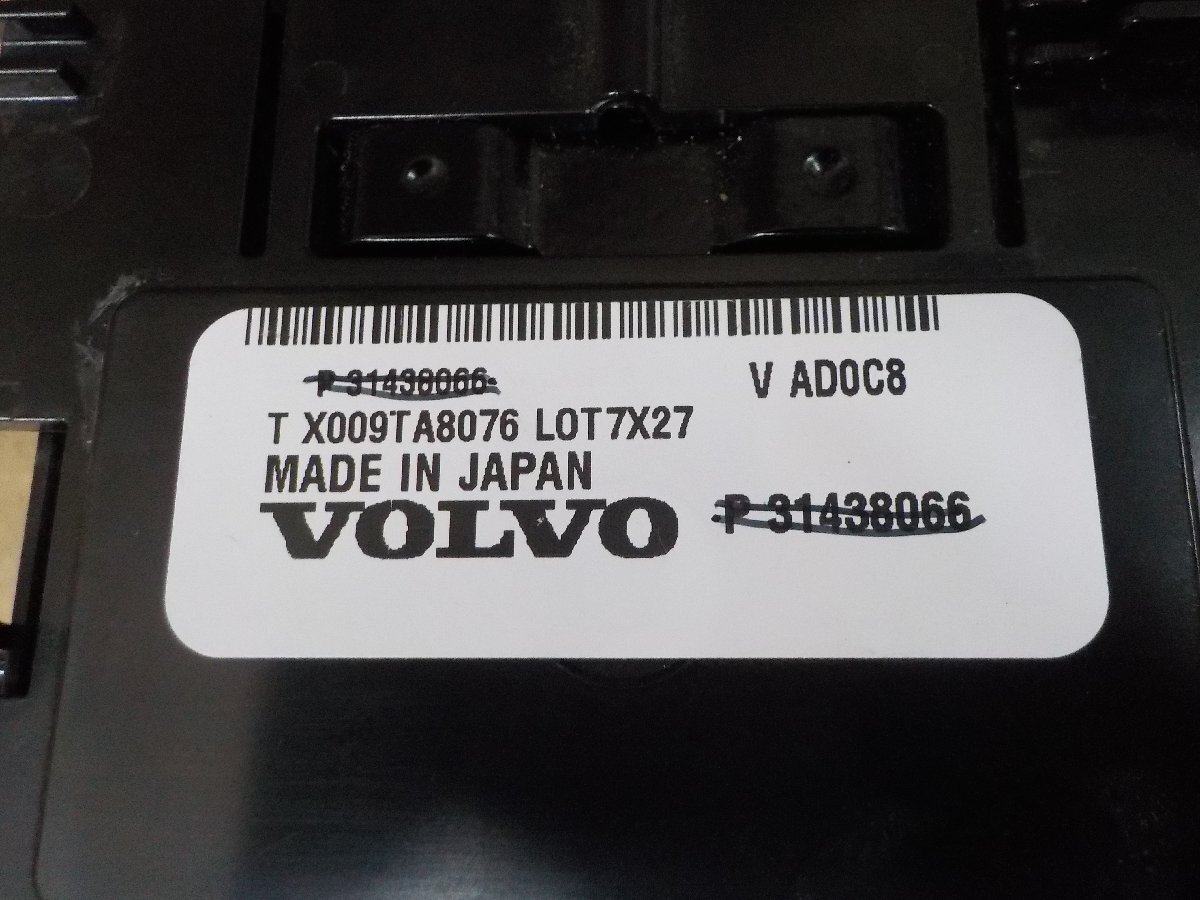 P 31438066
V AD0C8
T X009TA8076 LOT7X27
MADE IN JAPAN
VOLVO
P 31438066